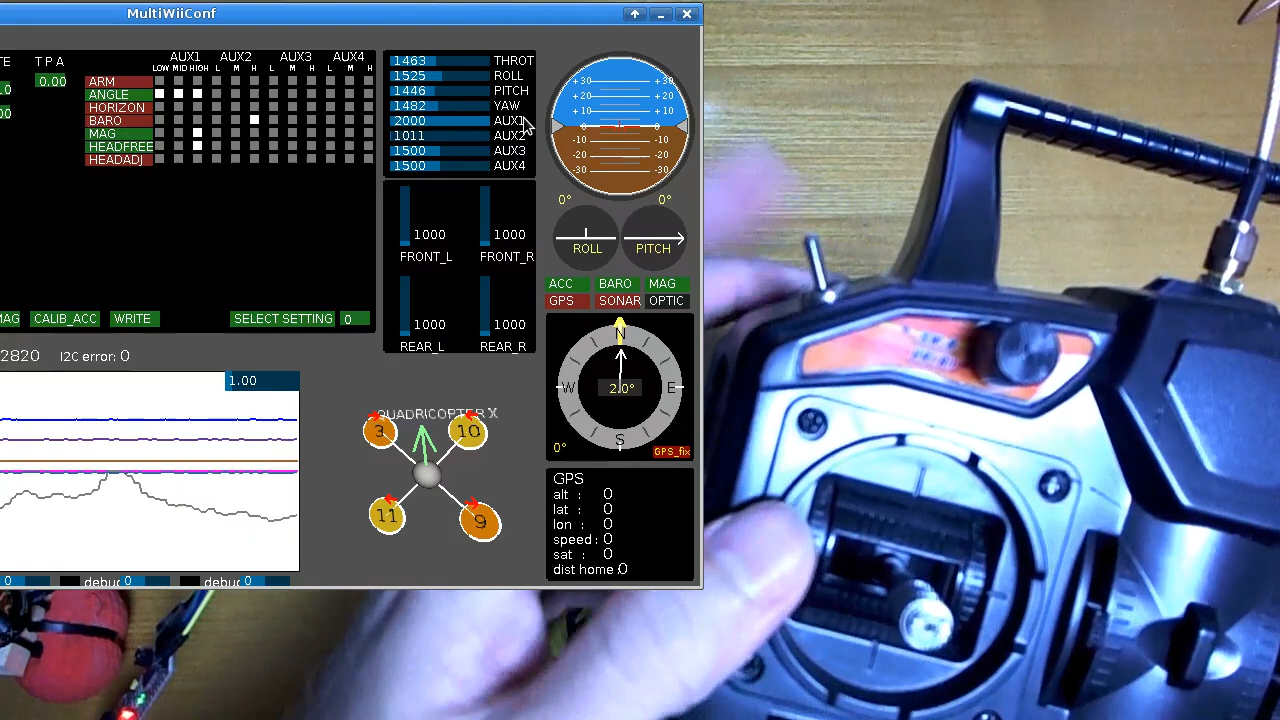 MultiWiiConf
TE
T P A
0.00
AUX1 AUX2 AUX3 AUX4
LOW MID HIGH L M H L M H L M H
ARM
ANGLE
HORIZON
BARO
MAG
HEADFREE
HEADADJ
1463 THROT
1525 ROLL
1446 PITCH
1482 YAW
2000 AUX1
1011 AUX2
1500 AUX3
1500 AUX4
+30 +30
+20 +20
+10 +10
0 0
-10 -10
-20 -20
-30 -30
0° 0°
1000 1000
FRONT_L FRONT_R
1000 1000
REAR_L REAR_R
ROLL PITCH
ACC BARO MAG
GPS SONAR OPTIC
MAG CALIB_ACC WRITE SELECT SETTING 0
2820 I2C error: 0
1.00
N
W E
2.0°
S
0° GPS_fix
QUADRICOPTER X
3 10
11 9
GPS
alt : 0
lat : 0
lon : 0
speed : 0
sat : 0
dist home : 0
0 debug 0 debug 0